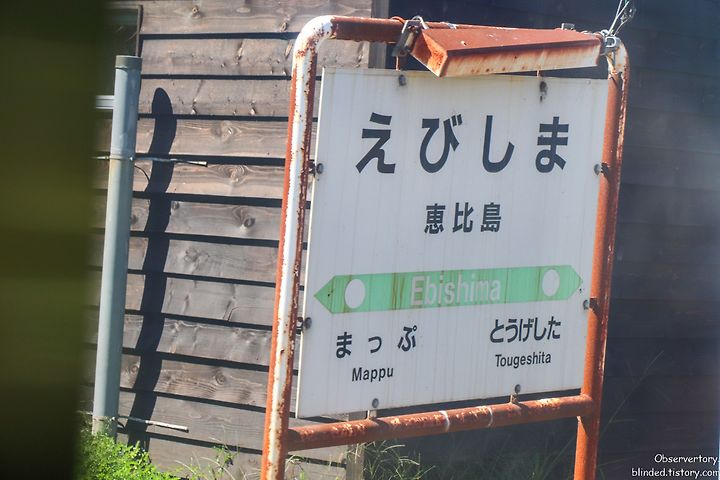 えびしま
恵比島
Ebishima
まっぷ とうげした
Mappu Tougeshita
Observertory.
blinded.tistory.com